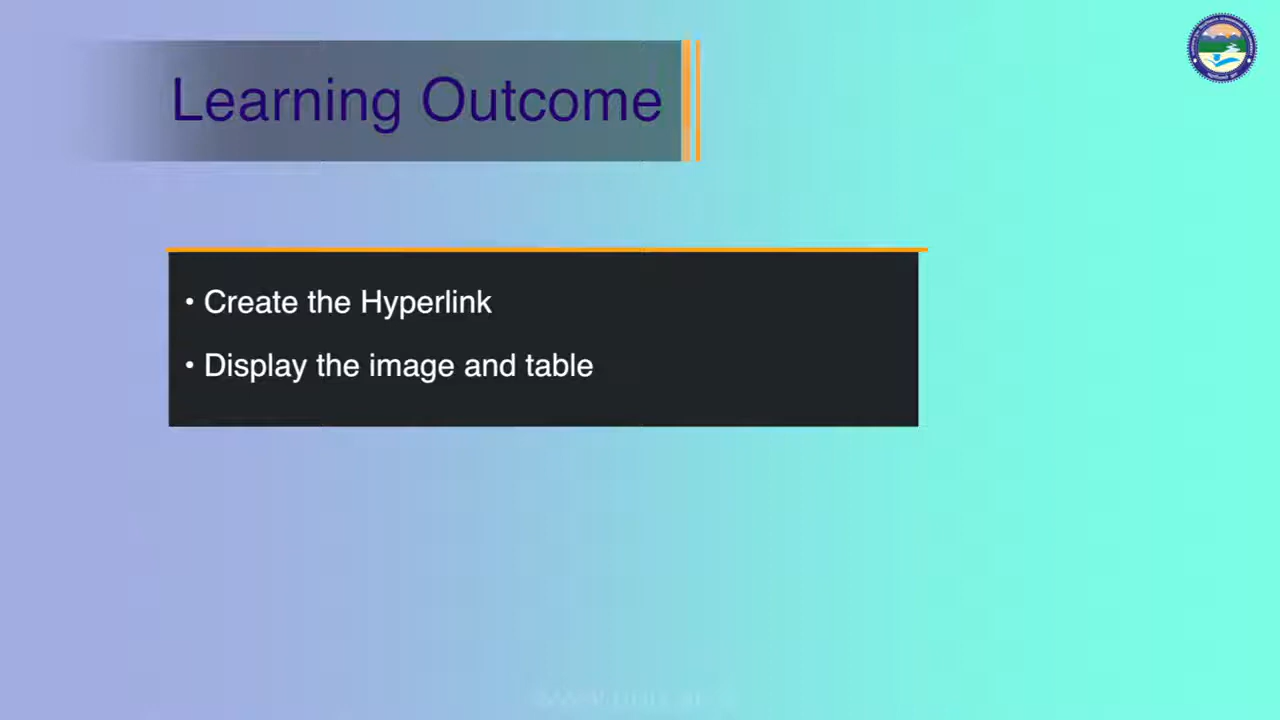 Learning Outcome
• Create the Hyperlink
• Display the image and table